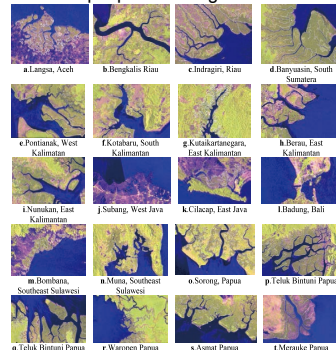 a.Langsa, Aceh
b.Bengkalis Riau
c.Indragiri, Riau
d.Banyuasin, South
Sumatera
e.Pontianak, West
Kalimatan
f.Kotabaru, South
Kalimantan
g.Kutaikartanegara,
East Kalimantan
h.Berau, East
Kalimantan
i.Nunukan, East
Kalimantan
j.Subang, West Java
k.Cilacap, East Java
l.Badung, Bali
m.Bombana,
Southeast Sulawesi
n.Muna, Southeast
Sulawesi
o.Sorong, Papua
p.Teluk Bintuni Papua
q.Teluk Bintuni Papua
r.Waropen Papua
s.Asmat Papua
t.Merauke Papua